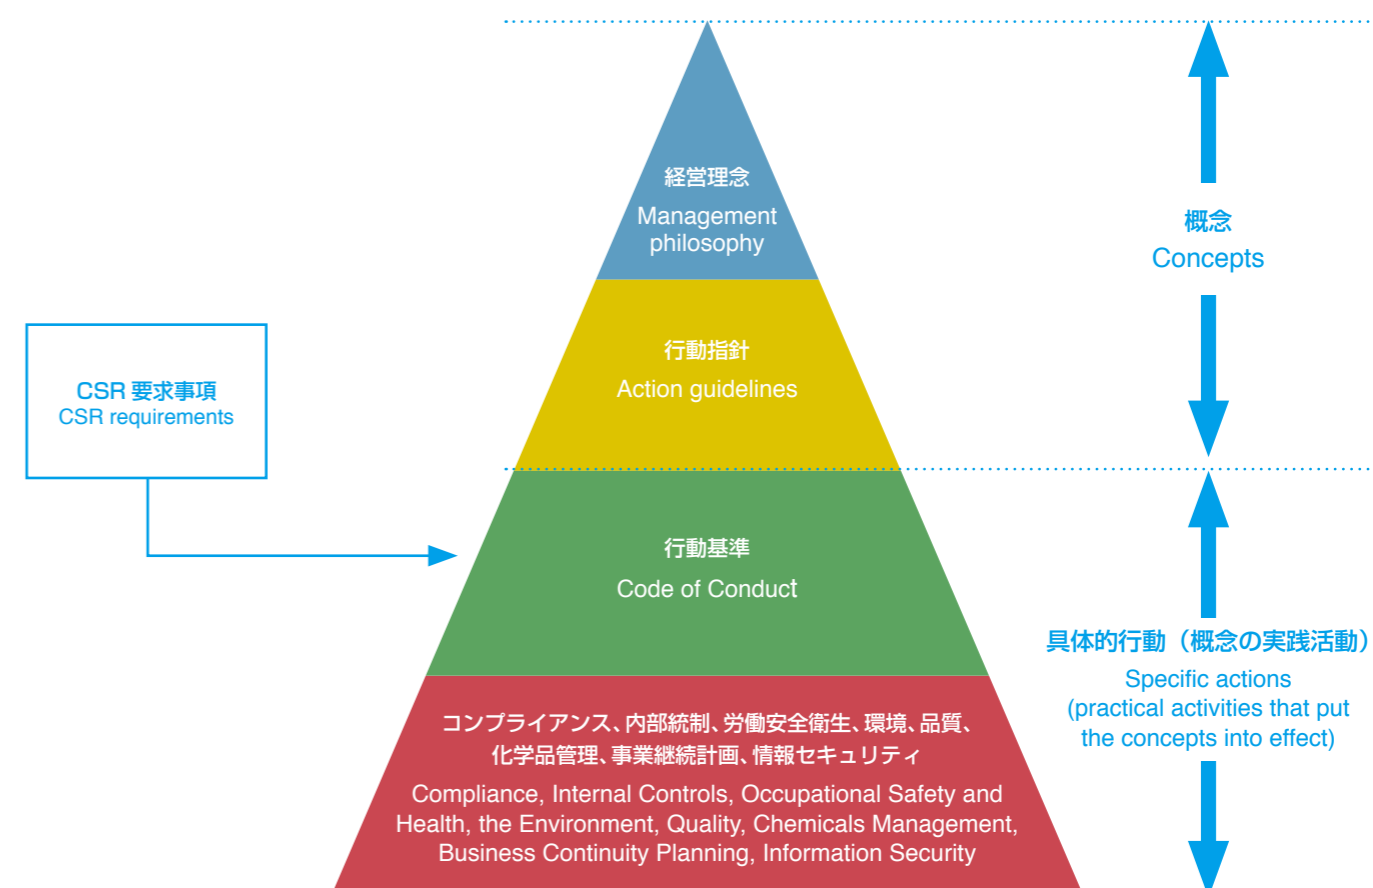 経営理念
Management
philosophy
概念
Concepts
行動指針
Action guidelines
CSR 要求事項
CSR requirements
行動基準
Code of Conduct
具体的行動（概念の実践活動）
Specific actions
(practical activities that put
the concepts into effect)
コンプライアンス、内部統制、労働安全衛生、環境、品質、
化学品管理、事業継続計画、情報セキュリティ
Compliance, Internal Controls, Occupational Safety and
Health, the Environment, Quality, Chemicals Management,
Business Continuity Planning, Information Security